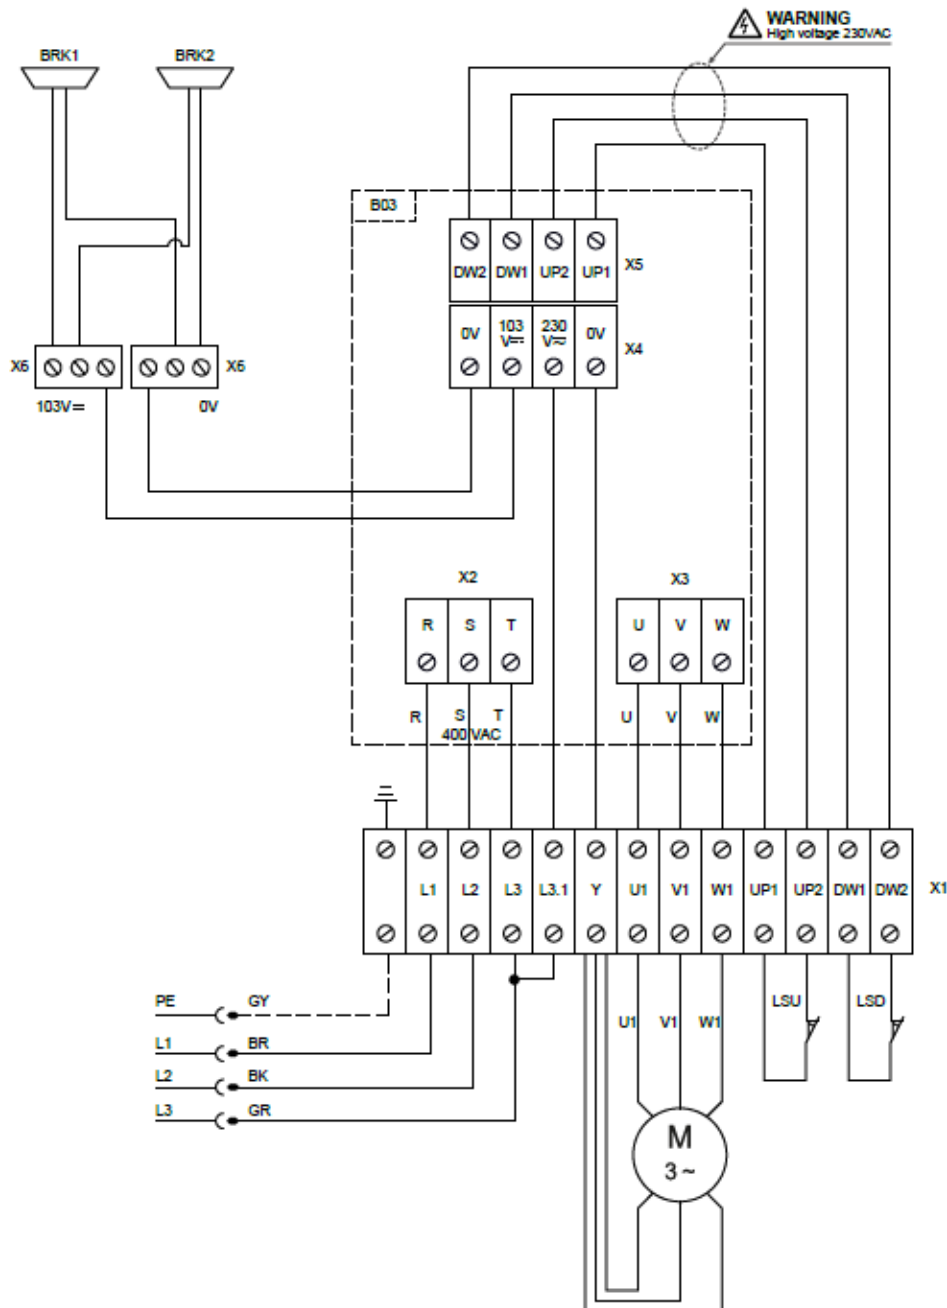 WARNING
High voltage 230VAC
BRK1
BRK2
B03
DW2 DW1 UP2 UP1 X5
0V 103 V⎓ 230 V≂ 0V X4
X6
X6
103V⎓
0V
X2
X3
R S T
U V W
R S T
U V W
400 VAC
L1 L2 L3 L3.1 Y U1 V1 W1 UP1 UP2 DW1 DW2 X1
PE GY
LSU
LSD
U1 V1 W1
L1 BR
L2 BK
L3 GR
M
3 ~